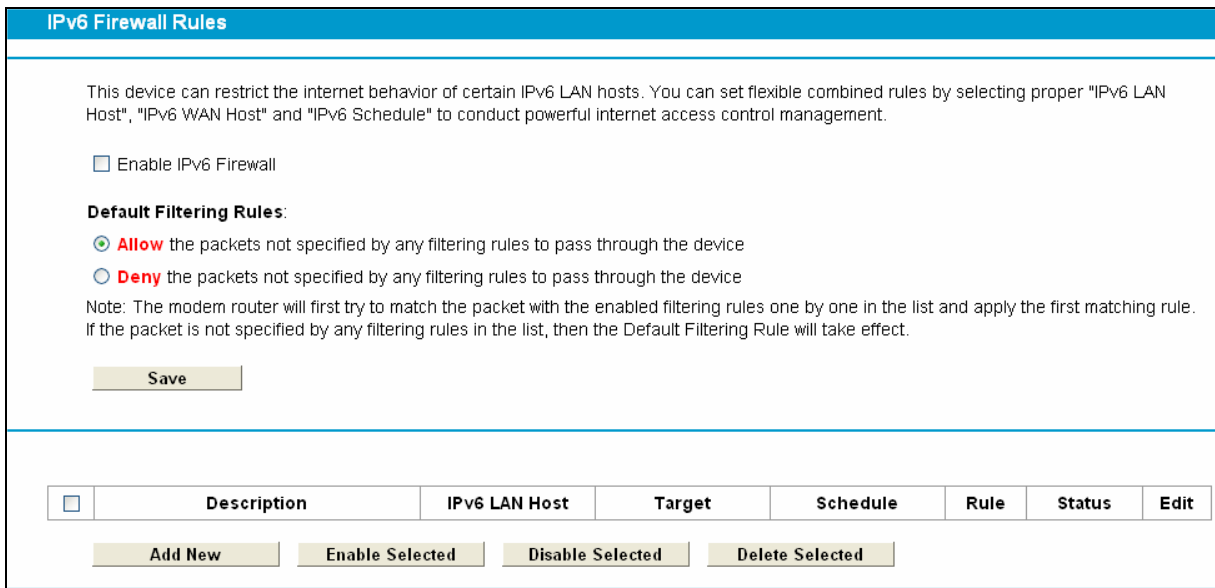 IPv6 Firewall Rules
This device can restrict the internet behavior of certain IPv6 LAN hosts. You can set flexible combined rules by selecting proper "IPv6 LAN
Host", "IPv6 WAN Host" and "IPv6 Schedule" to conduct powerful internet access control management.
Enable IPv6 Firewall
Default Filtering Rules:
Allow the packets not specified by any filtering rules to pass through the device
Deny the packets not specified by any filtering rules to pass through the device
Note: The modem router will first try to match the packet with the enabled filtering rules one by one in the list and apply the first matching rule.
If the packet is not specified by any filtering rules in the list, then the Default Filtering Rule will take effect.
Save
Description IPv6 LAN Host Target Schedule Rule Status Edit
Add New Enable Selected Disable Selected Delete Selected